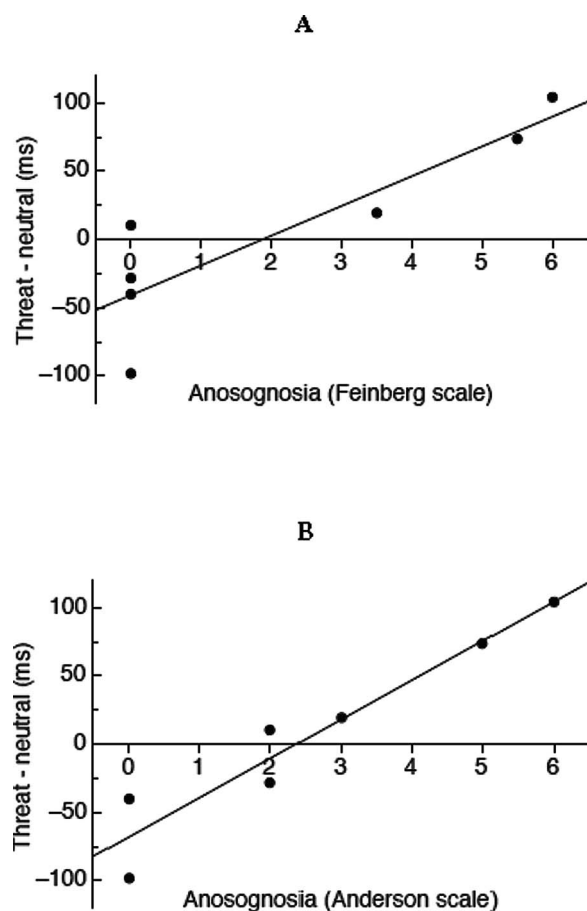 A
Threat - neutral (ms)
100
50
0
−50
−100
0 1 2 3 4 5 6
Anosognosia (Feinberg scale)
B
Threat - neutral (ms)
100
50
0
−50
−100
0 1 2 3 4 5 6
Anosognosia (Anderson scale)